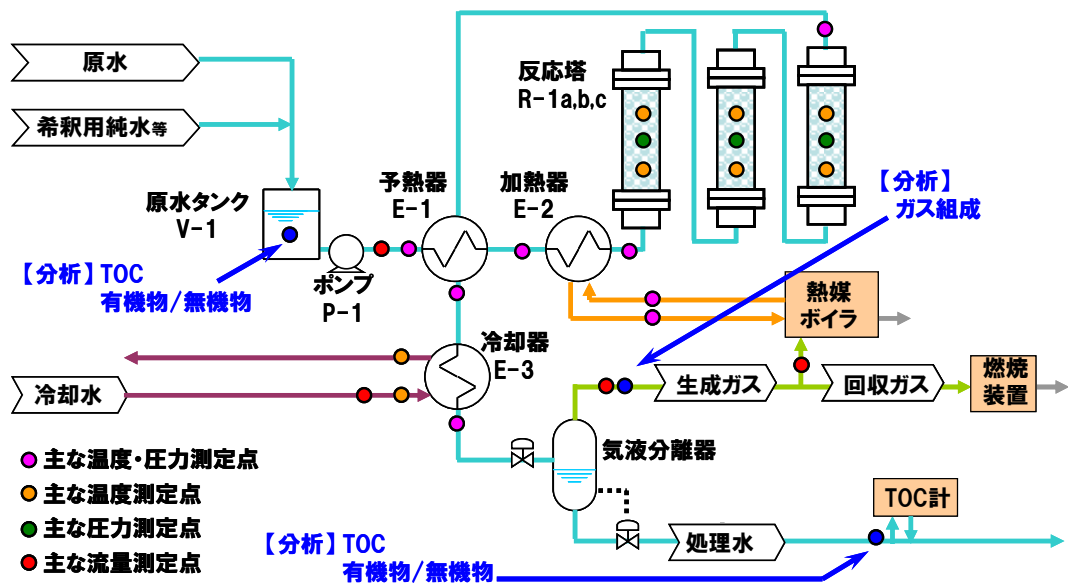 原水
希釈用純水等
原水タンク
V-1
【分析】TOC
有機物/無機物
ポンプ
P-1
予熱器
E-1
加熱器
E-2
反応塔
R-1a,b,c
【分析】
ガス組成
熱媒
ボイラ
冷却器
E-3
冷却水
生成ガス
回収ガス
燃焼
装置
気液分離器
主な温度・圧力測定点
主な温度測定点
主な圧力測定点
主な流量測定点
TOC計
処理水
【分析】TOC
有機物/無機物